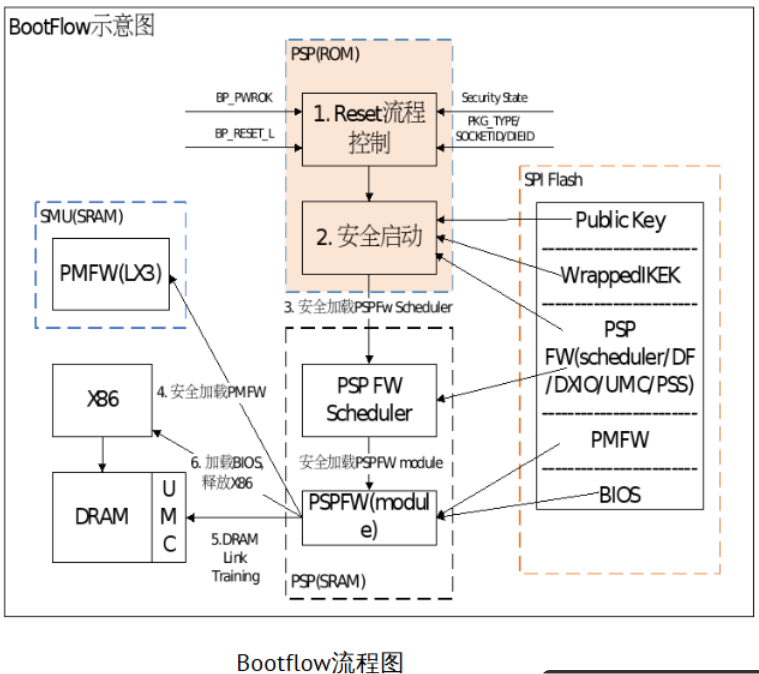 BootFlow示意图
PSP(ROM)
BP_PWROK
BP_RESET_L
1. Reset流程
控制
Security State
PKG_TYPE/
SOCKETID/DIEID
SPI Flash
SMU(SRAM)
PMFW(LX3)
2. 安全启动
Public Key
WrappedIKEK
PSP
FW(scheduler/DF
/DXIO/UMC/PSS)
PMFW
BIOS
3. 安全加载PSPFw Scheduler
PSP FW
Scheduler
X86
4. 安全加载PMFW
安全加载PSPFW module
6. 加载BIOS,
释放X86
DRAM
U
M
C
PSPFW(modul
e)
5.DRAM
Link
Training
PSP(SRAM)
Bootflow流程图